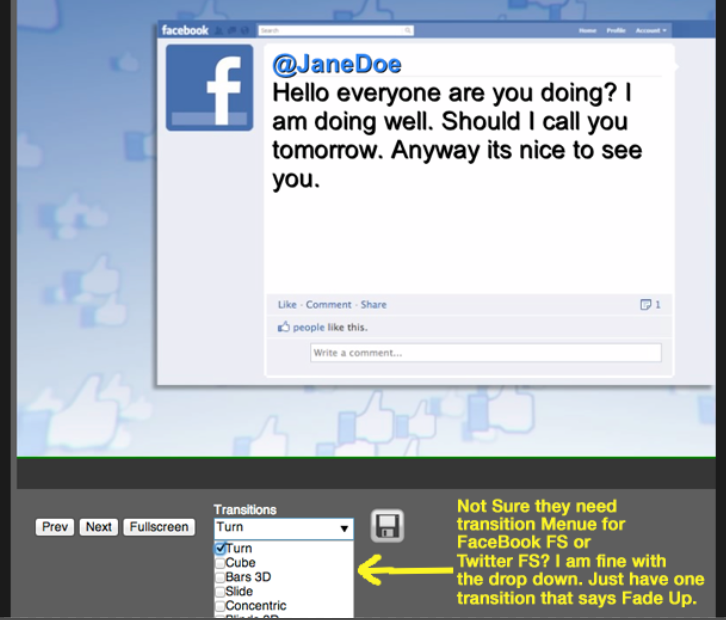 facebook
Search
Home Profile Account
f
@JaneDoe
Hello everyone are you doing? I
am doing well. Should I call you
tomorrow. Anyway its nice to see
you.
Like · Comment · Share
1
people like this.
Write a comment...
Transitions
Prev Next Fullscreen
Turn
Turn
Cube
Bars 3D
Slide
Concentric
Blinds 3D
Not Sure they need
transition Menue for
FaceBook FS or
Twitter FS? I am fine with
the drop down. Just have one
transition that says Fade Up.